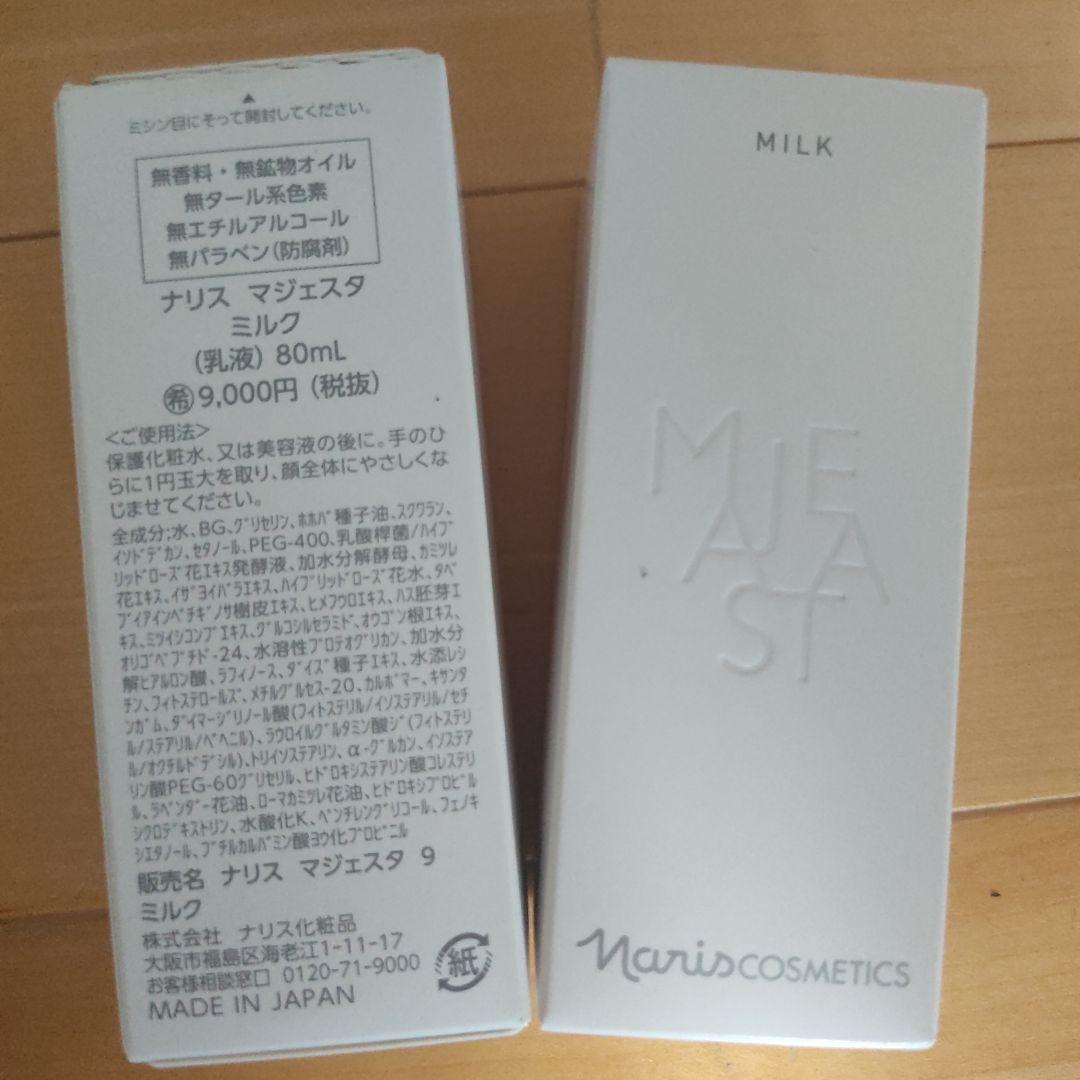 ミシン目にそって開封してください。
無香料・無鉱物オイル
無タール系色素
無エチルアルコール
無パラベン(防腐剤)
ナリス マジェスタ
ミルク
(乳液) 80mL
㊒9,000円 (税抜)
<ご使用法>
保護化粧水、又は美容液の後に。手のひ
らに1円玉大を取り、顔全体にやさしくな
じませてください。
全成分;水、BG、グリセリン、ホホバ種子油、スクワラン、
イソドデカン、セタノール、PEG-400、乳酸桿菌/ハイブ
リッドローズ花エキス発酵液、加水分解酵母、カミツレ
花エキス、イザヨイバラエキス、ハイブリッドローズ花水、タベ
ブイアインペチギノサ樹皮エキス、ヒメフウロエキス、ハス胚芽エ
キス、ミツイシコンブエキス、グルコシルセラミド、オウゴン根エキス、
オリゴペプチド-24、水溶性プロテオグリカン、加水分
解ヒアルロン酸、ラフィノース、ダイズ種子エキス、水添レシ
チン、フィトステロールズ、メチルグルセス-20、カルボマー、キサンタ
ンガム、ダイマージリノール酸(フィトステリル/イソステアリル/セチ
ル/ステアリル/ベヘニル)、ラウロイルグルタミン酸ジ(フィトステリ
ル/オクチルドデシル)、トリイソステアリン、α-グルカン、イソステア
リン酸PEG-60グリセリル、ヒドロキシステアリン酸コレステリ
ル、ラベンダー花油、ローマカミツレ花油、ヒドロキシプロピル
シクロデキストリン、水酸化K、ペンチレングリコール、フェノキ
シエタノール、ブチルカルバミン酸ヨウ化プロピニル
販売名 ナリス マジェスタ 9
ミルク
株式会社 ナリス化粧品
大阪市福島区海老江1-11-17
お客様相談窓口 0120-71-9000
MADE IN JAPAN
紙
MILK
MAJE
AJEA
ST
naris COSMETICS